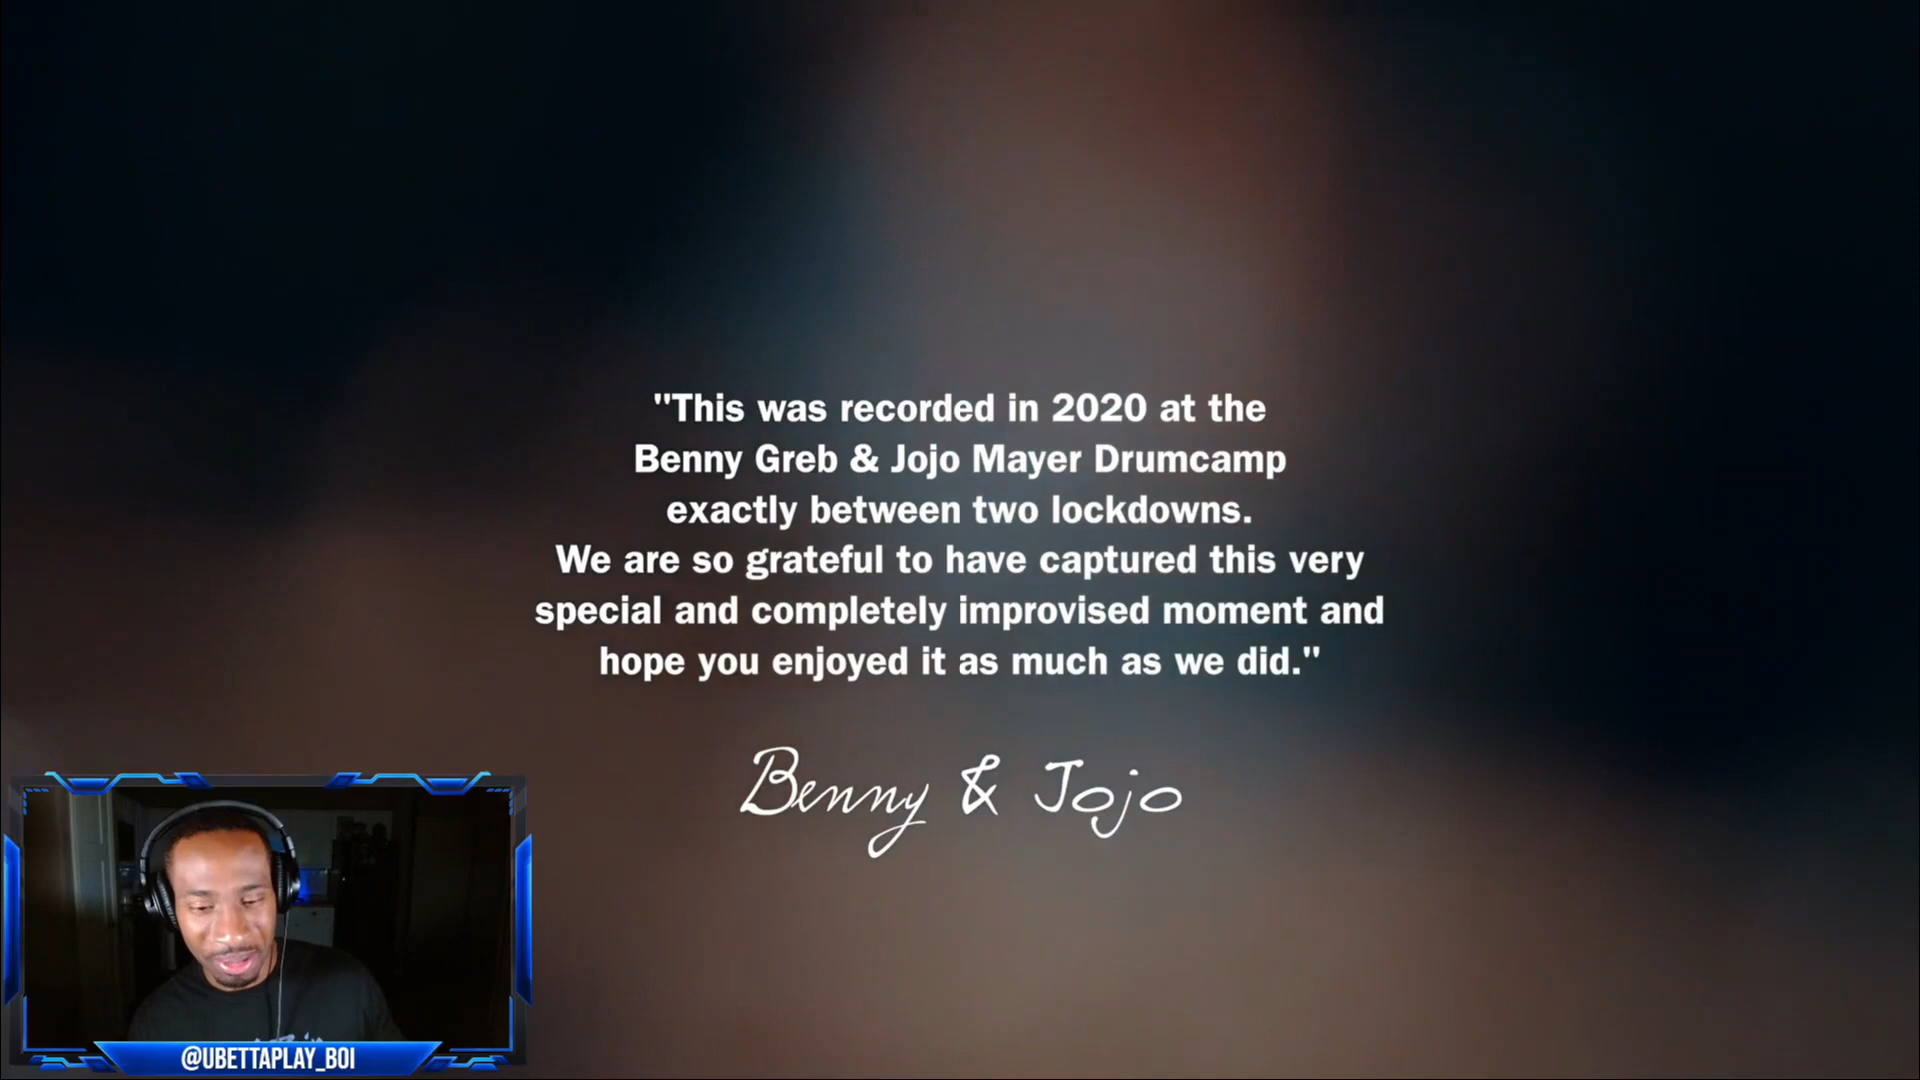 "This was recorded in 2020 at the
Benny Greb & Jojo Mayer Drumcamp
exactly between two lockdowns.
We are so grateful to have captured this very
special and completely improvised moment and
hope you enjoyed it as much as we did."
Benny & Jojo
@UBETTAPLAY_BOI